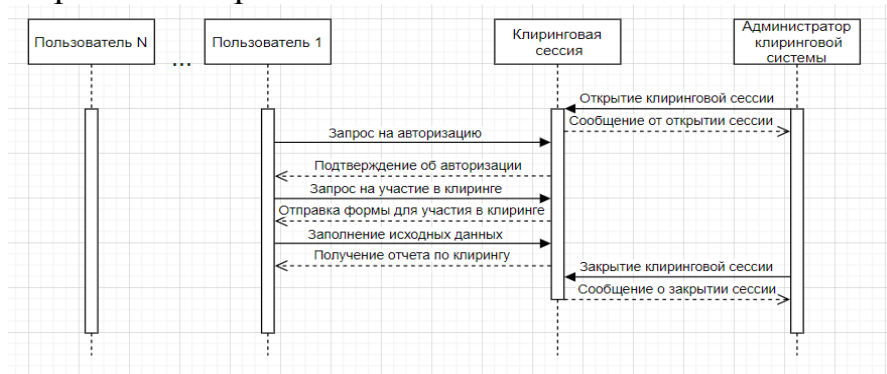 Пользователь N
...
Пользователь 1
Клиринговая
сессия
Администратор
клиринговой
системы
Открытие клиринговой сессии
Сообщение от открытии сессии
Запрос на авторизацию
Подтверждение об авторизации
Запрос на участие в клиринге
Отправка формы для участия в клиринге
Заполнение исходных данных
Получение отчета по клирингу
Закрытие клиринговой сессии
Сообщение о закрытии сессии